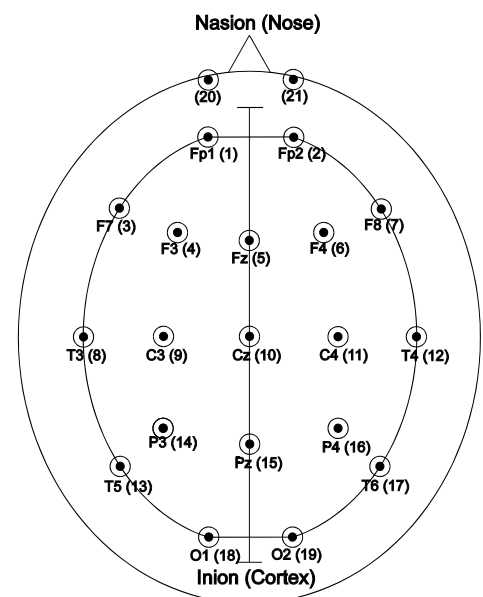 Nasion (Nose)
(20) (21)
Fp1 (1) Fp2 (2)
F7 (3) F8 (7)
F3 (4) Fz (5) F4 (6)
T3 (8) C3 (9) Cz (10) C4 (11) T4 (12)
P3 (14) Pz (15) P4 (16)
T5 (13) T6 (17)
O1 (18) O2 (19)
Inion (Cortex)